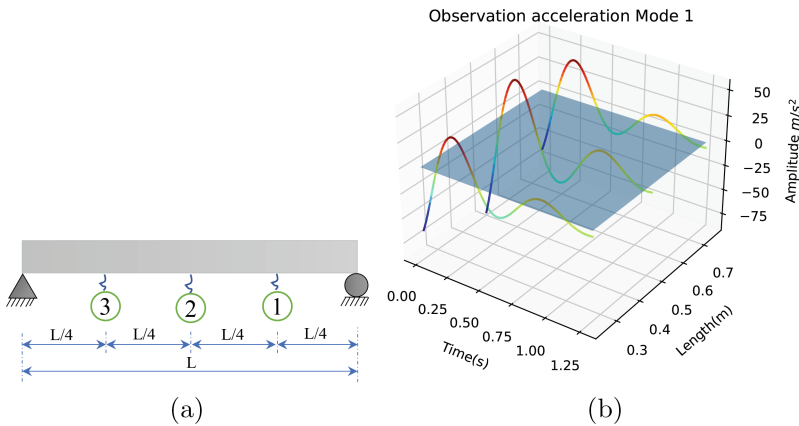 3
2
1
L/4
L/4
L/4
L/4
L
(a)
Observation acceleration Mode 1
50
25
0
−25
−50
−75
Amplitude m/s²
0.00
0.25
0.50
0.75
1.00
1.25
Time(s)
0.3
0.4
0.5
0.6
0.7
Length(m)
(b)